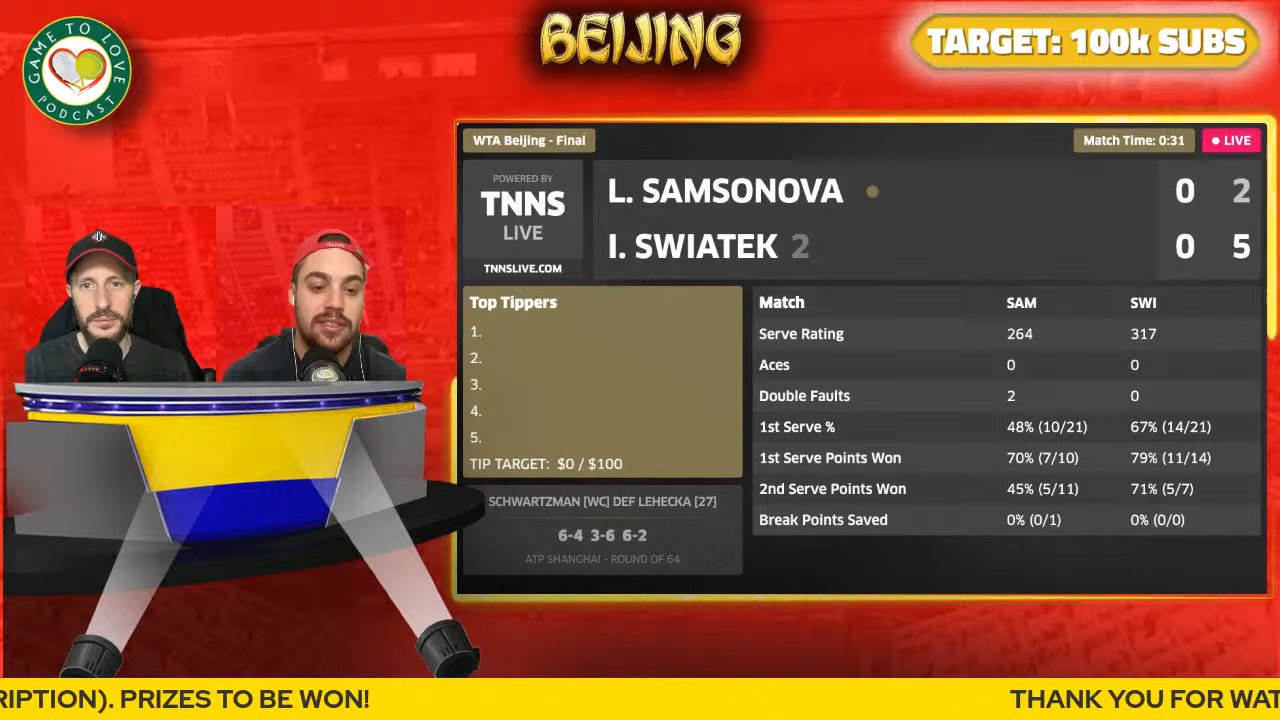 GAME TO LOVE
PODCAST
BEIJING
TARGET: 100k SUBS
WTA Beijing - Final
Match Time: 0:31
LIVE
POWERED BY
TNNS
LIVE
TNNSLIVE.COM
L. SAMSONOVA 0 2
I. SWIATEK 2 0 5
Top Tippers
1.
2.
3.
4.
5.
TIP TARGET: $0 / $100
SCHWARTZMAN [WC] DEF LEHECKA [27]
6-4 3-6 6-2
ATP SHANGHAI - ROUND OF 64
Match SAM SWI
Serve Rating 264 317
Aces 0 0
Double Faults 2 0
1st Serve % 48% (10/21) 67% (14/21)
1st Serve Points Won 70% (7/10) 79% (11/14)
2nd Serve Points Won 45% (5/11) 71% (5/7)
Break Points Saved 0% (0/1) 0% (0/0)
RIPTION). PRIZES TO BE WON! THANK YOU FOR WAT